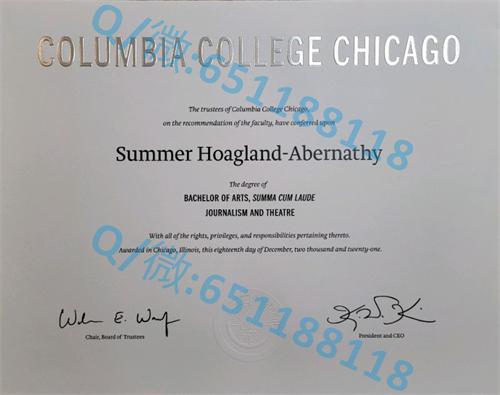 COLUMBIA COLLEGE CHICAGO
The trustees of Columbia College Chicago,
on the recommendation of the faculty, have conferred upon
Summer Hoagland-Abernathy
The degree of
BACHELOR OF ARTS, SUMMA CUM LAUDE
JOURNALISM AND THEATRE
With all of the rights, privileges, and responsibilities pertaining thereto.
Awarded in Chicago, Illinois, this eighteenth day of December, two thousand and twenty-one.
Chair, Board of Trustees
President and CEO
Q/微:651188118
Q/微:651188118